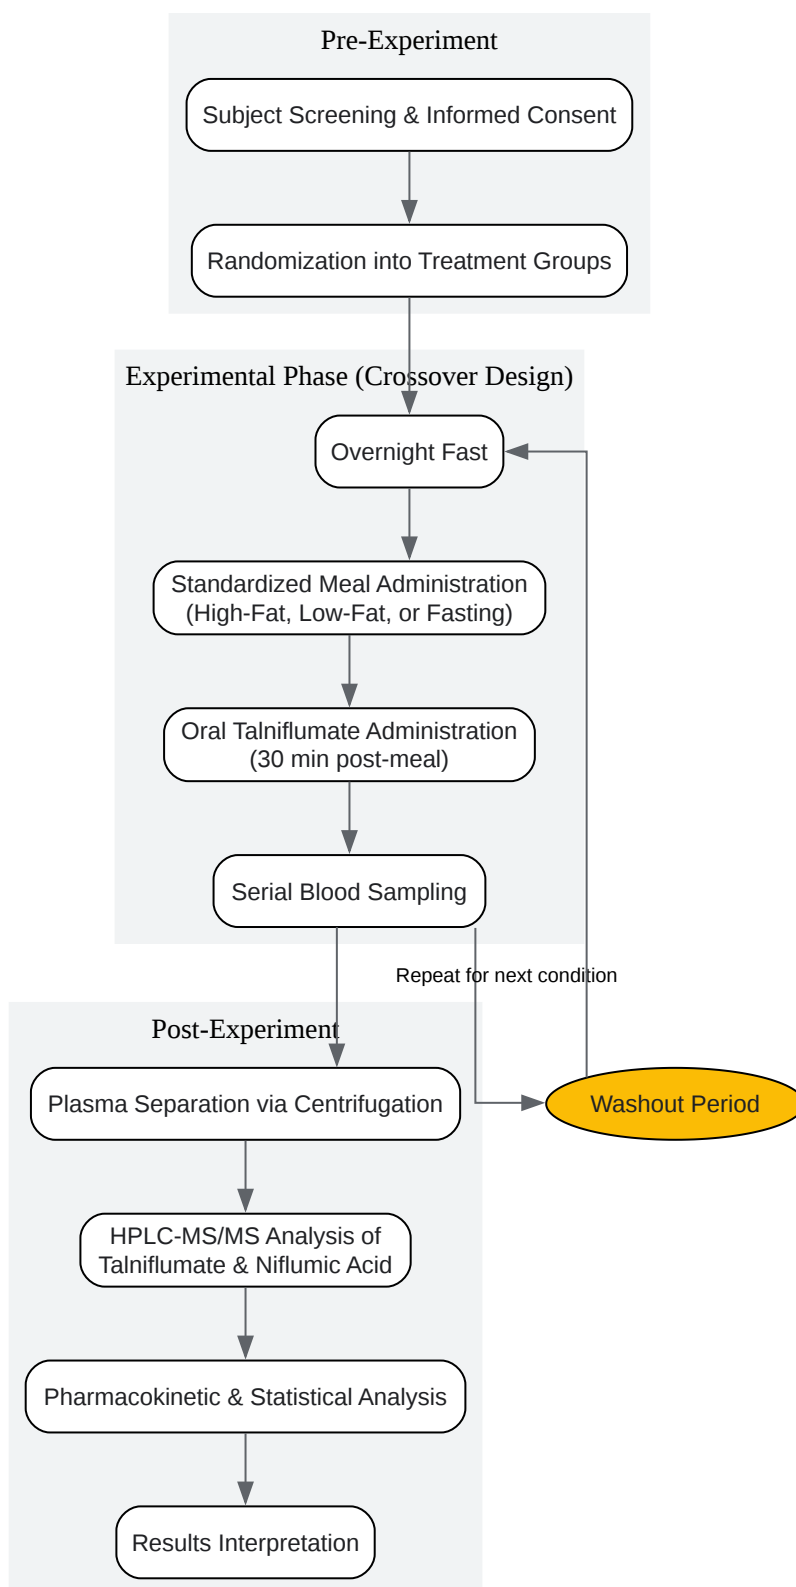 Pre-Experiment
Subject Screening & Informed Consent
Randomization into Treatment Groups
Experimental Phase (Crossover Design)
Overnight Fast
Standardized Meal Administration
(High-Fat, Low-Fat, or Fasting)
Oral Talniflumate Administration
(30 min post-meal)
Serial Blood Sampling
Repeat for next condition
Post-Experiment
Plasma Separation via Centrifugation
Washout Period
HPLC-MS/MS Analysis of
Talniflumate & Niflumic Acid
Pharmacokinetic & Statistical Analysis
Results Interpretation